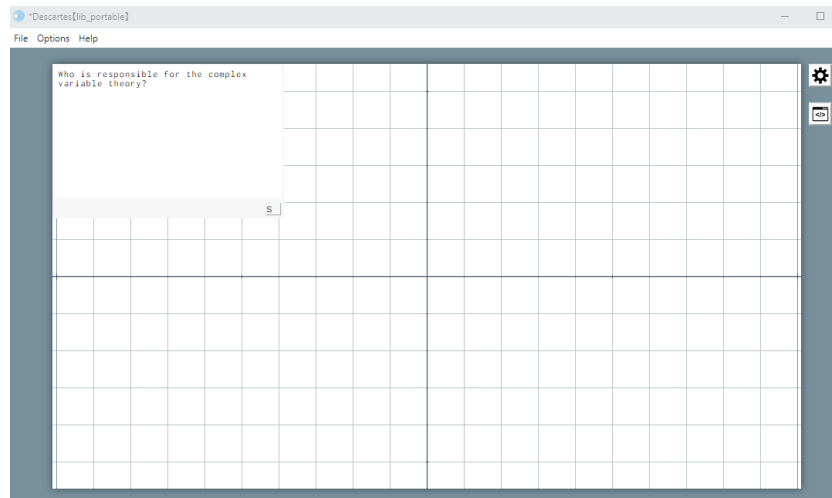 *Descartes【lib_portable】
File Options Help
Who is responsible for the complex
variable theory?
</>
S